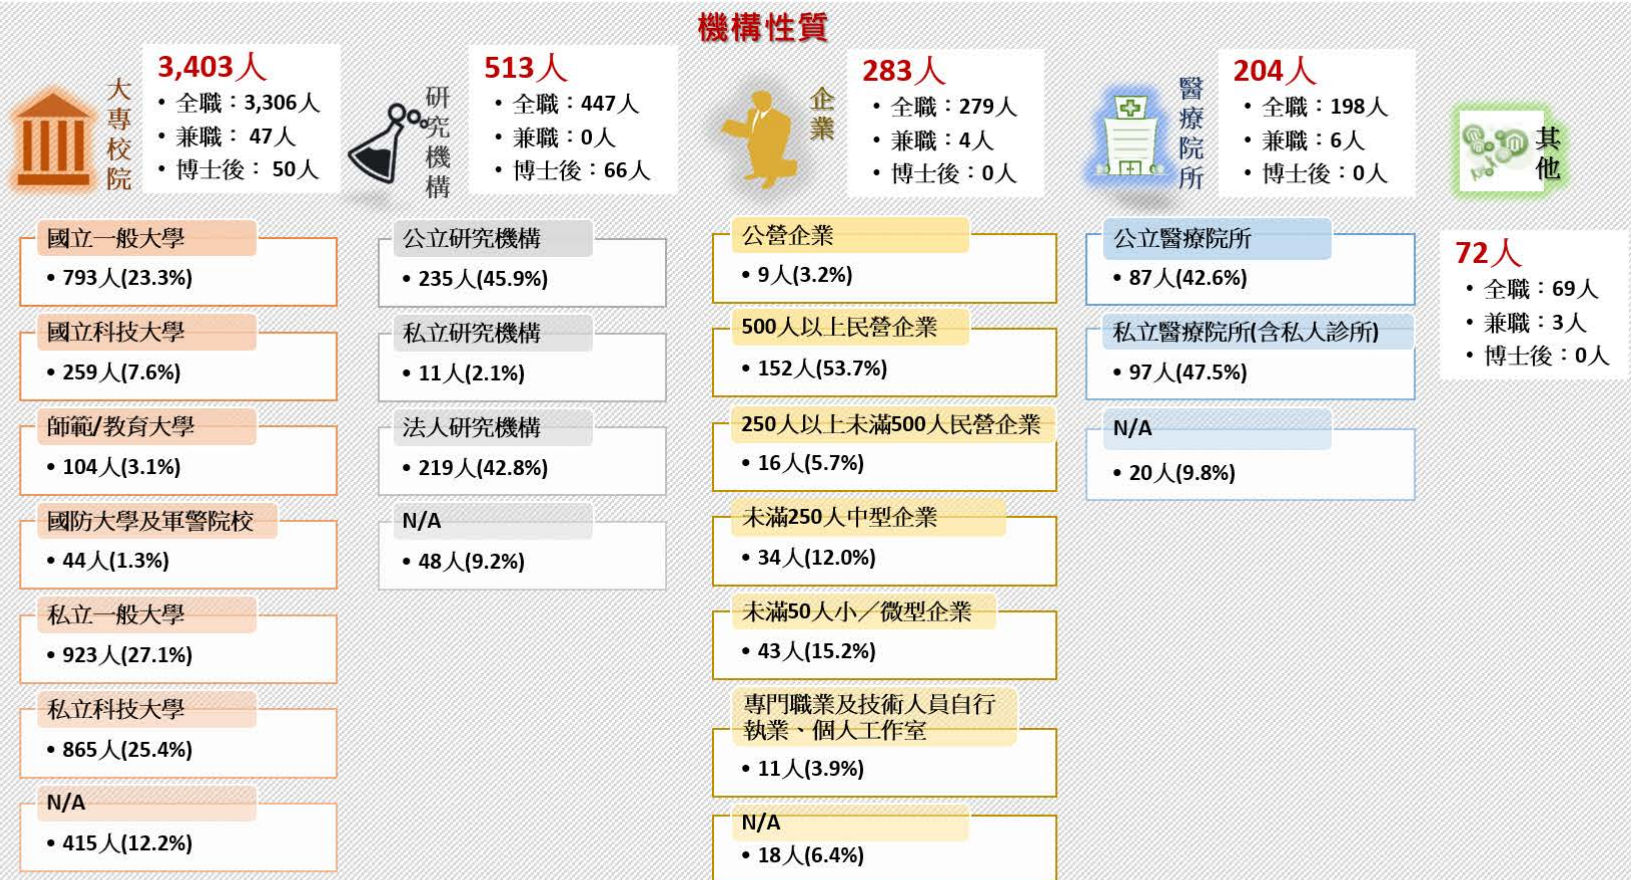 機構性質
大專校院
3,403人
• 全職：3,306人
• 兼職： 47人
• 博士後： 50人
國立一般大學
• 793人(23.3%)
國立科技大學
• 259人(7.6%)
師範/教育大學
• 104人(3.1%)
國防大學及軍警院校
• 44人(1.3%)
私立一般大學
• 923人(27.1%)
私立科技大學
• 865人(25.4%)
N/A
• 415人(12.2%)
研究機構
513人
• 全職：447人
• 兼職：0人
• 博士後：66人
公立研究機構
• 235人(45.9%)
私立研究機構
• 11人(2.1%)
法人研究機構
• 219人(42.8%)
N/A
• 48人(9.2%)
企業
283人
• 全職：279人
• 兼職：4人
• 博士後：0人
公營企業
• 9人(3.2%)
500人以上民營企業
• 152人(53.7%)
250人以上未滿500人民營企業
• 16人(5.7%)
未滿250人中型企業
• 34人(12.0%)
未滿50人小／微型企業
• 43人(15.2%)
專門職業及技術人員自行
執業、個人工作室
• 11人(3.9%)
N/A
• 18人(6.4%)
醫療院所
204人
• 全職：198人
• 兼職：6人
• 博士後：0人
公立醫療院所
• 87人(42.6%)
私立醫療院所(含私人診所)
• 97人(47.5%)
N/A
• 20人(9.8%)
其他
72人
• 全職：69人
• 兼職：3人
• 博士後：0人